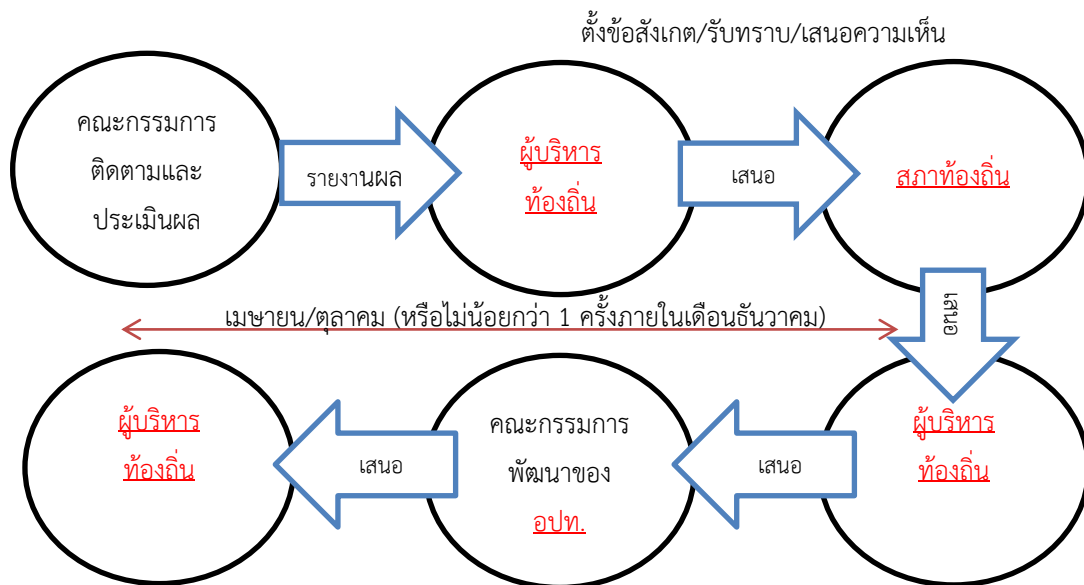 ตั้งข้อสังเกต/รับทราบ/เสนอความเห็น
คณะกรรมการ
ติดตามและ
ประเมินผล
รายงานผล
ผู้บริหาร
ท้องถิ่น
เสนอ
สภาท้องถิ่น
เสนอ
เมษายน/ตุลาคม (หรือไม่น้อยกว่า 1 ครั้งภายในเดือนธันวาคม)
ผู้บริหาร
ท้องถิ่น
เสนอ
คณะกรรมการ
พัฒนาของ
อปท.
เสนอ
ผู้บริหาร
ท้องถิ่น